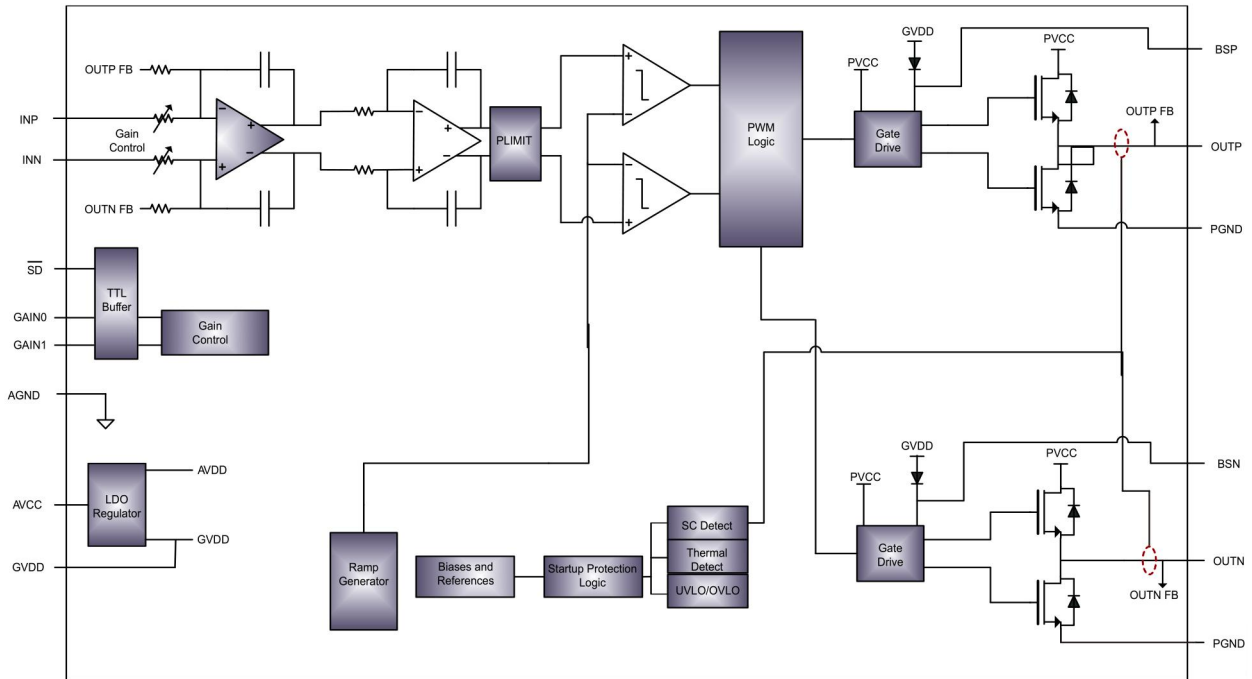 GVDD
PVCC
PVCC
BSP
OUTP FB
INP
Gain
Control
INN
OUTN FB
PLIMIT
PWM
Logic
Gate
Drive
OUTP FB
OUTP
PGND
SD
GAIN0
GAIN1
TTL
Buffer
Gain
Control
AGND
AVCC
GVDD
LDO
Regulator
AVDD
GVDD
Ramp
Generator
Biases and
References
Startup Protection
Logic
SC Detect
Thermal
Detect
UVLO/OVLO
GVDD
PVCC
PVCC
BSN
Gate
Drive
OUTN
OUTN FB
PGND